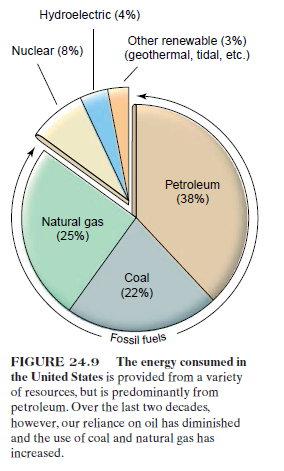 Hydroelectric (4%)
Nuclear (8%)
Other renewable (3%)
(geothermal, tidal, etc.)
Petroleum
(38%)
Natural gas
(25%)
Coal
(22%)
Fossil fuels
FIGURE 24.9 The energy consumed in
the United States is provided from a variety
of resources, but is predominantly from
petroleum. Over the last two decades,
however, our reliance on oil has diminished
and the use of coal and natural gas has
increased.